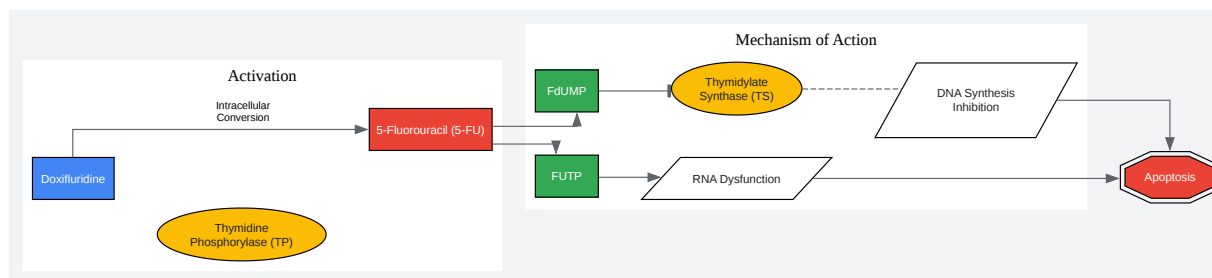 Activation
Intracellular
Conversion
Doxifluridine
5-Fluorouracil (5-FU)
Thymidine
Phosphorylase (TP)
Mechanism of Action
FdUMP
Thymidylate
Synthase (TS)
DNA Synthesis
Inhibition
FUTP
RNA Dysfunction
Apoptosis